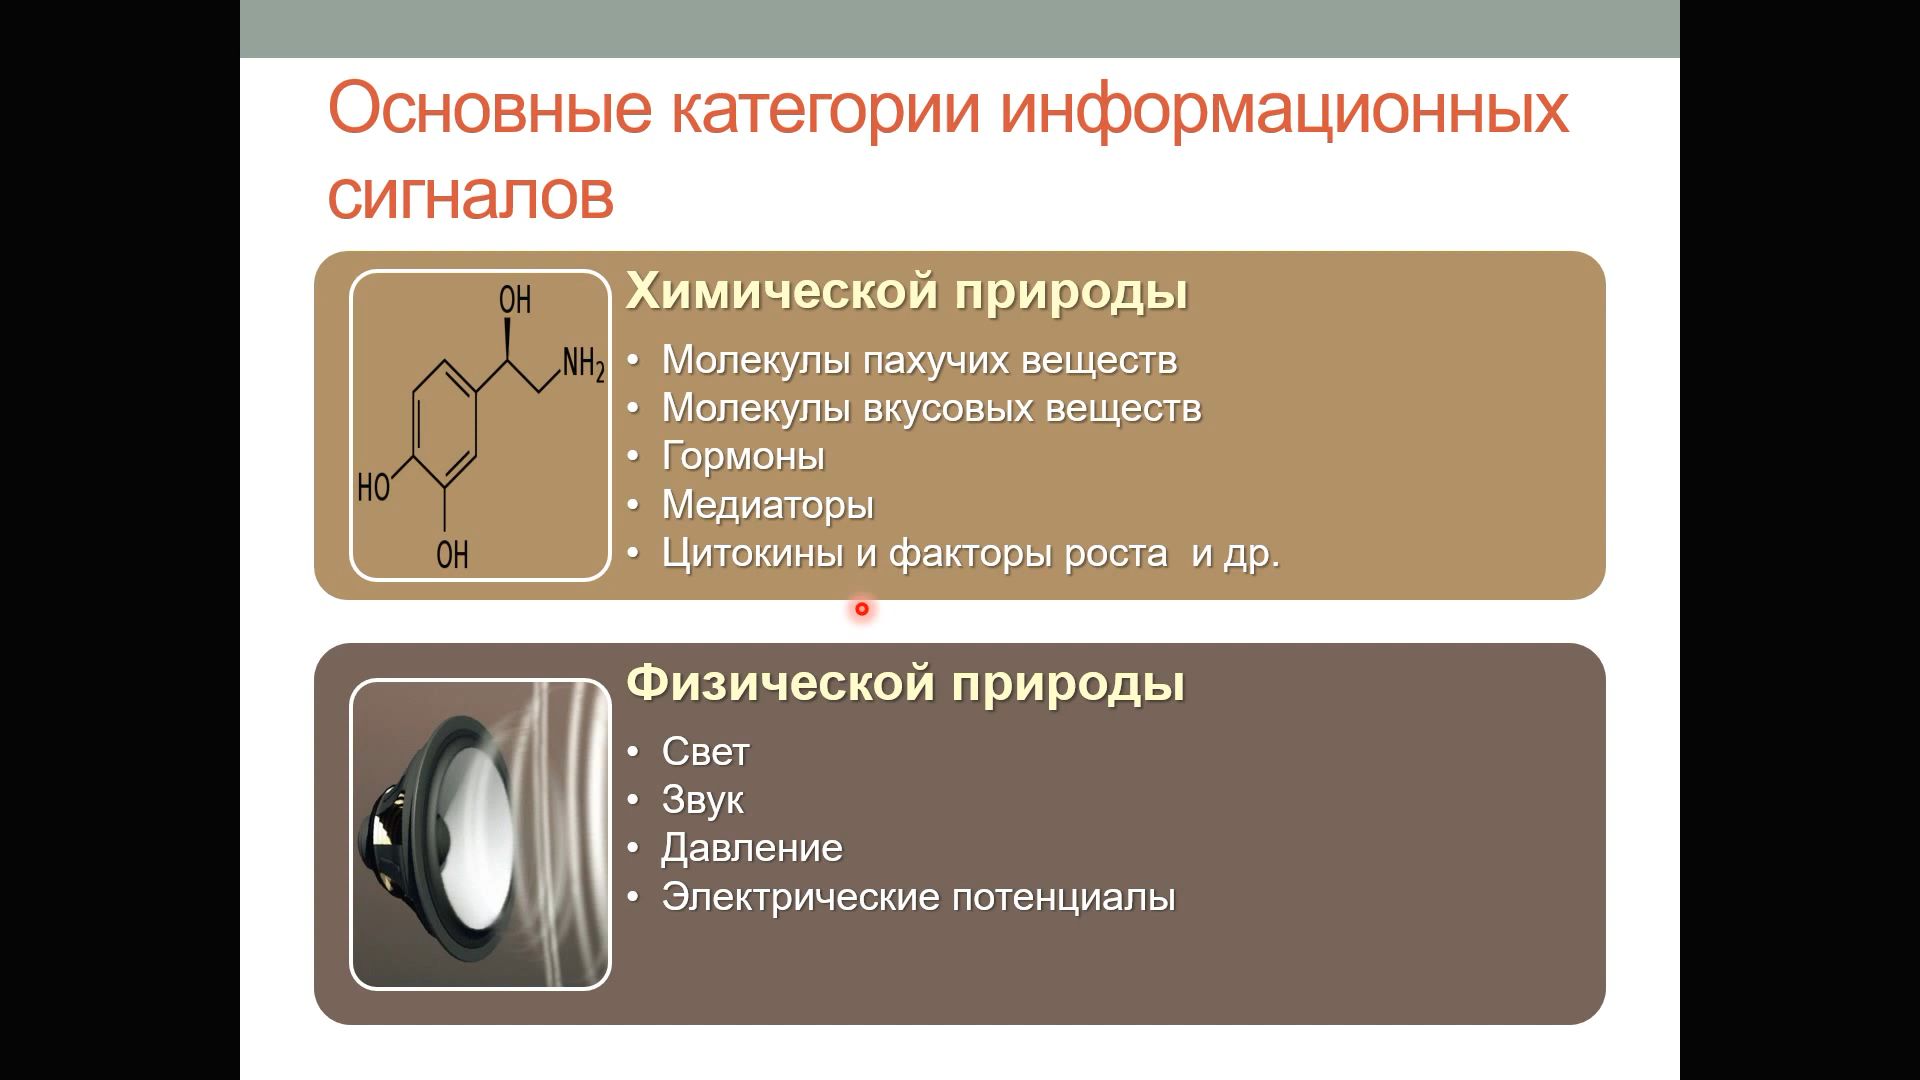 Основные категории информационных
сигналов
Химической природы
• Молекулы пахучих веществ
• Молекулы вкусовых веществ
• Гормоны
• Медиаторы
• Цитокины и факторы роста  и др.
OH
NH₂
HO
OH
Физической природы
• Свет
• Звук
• Давление
• Электрические потенциалы